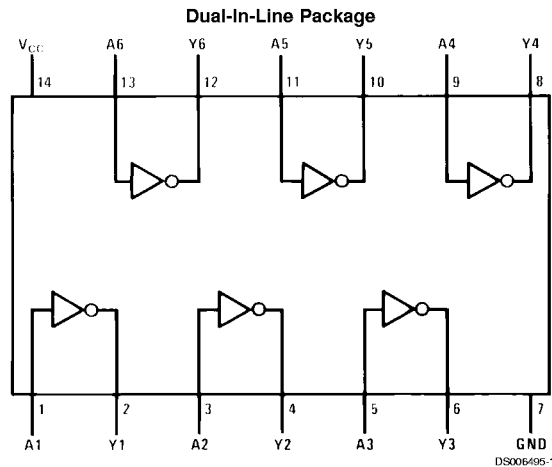 Dual-In-Line Package
VCC A6 Y6 A5 Y5 A4 Y4
14 13 12 11 10 9 8
1 2 3 4 5 6 7
A1 Y1 A2 Y2 A3 Y3 GND
DS006495-1